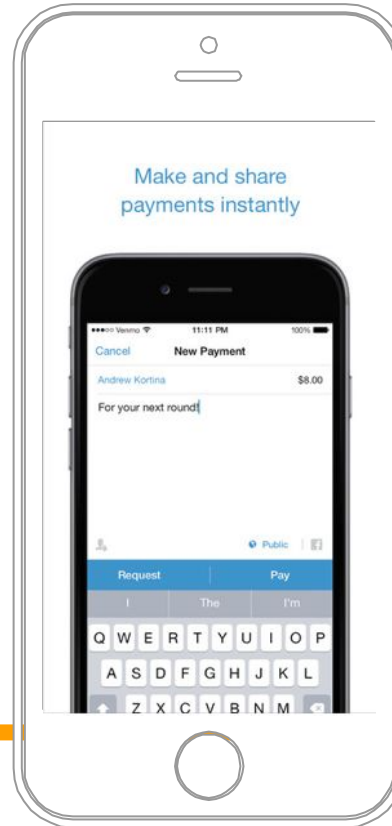 Make and share
payments instantly
Venmo 11:11 PM 100%
Cancel New Payment
Andrew Kortina $8.00
For your next round!
Public
Request Pay
I The I'm
Q W E R T Y U I O P
A S D F G H J K L
Z X C V B N M